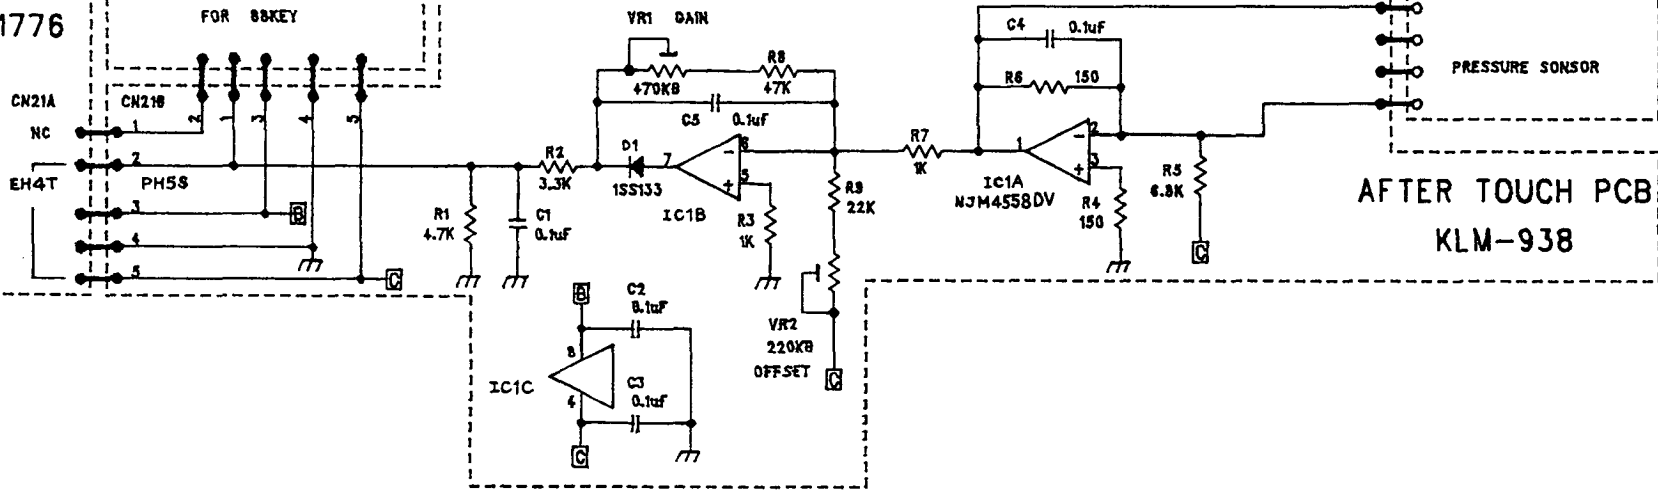 1776
FOR 88KEY
CN21A
CN21B
NC
EH4T
PH5S
1
2
3
4
5
2
1
3
4
5
B
C
VR1 GAIN
470KB
R8
47K
C5
0.1uF
D1
1SS133
R2
3.3K
R1
4.7K
C1
0.1uF
7
6
5
-
+
IC1B
R3
1K
R9
22K
VR2
220KB
OFFSET
C
R7
1K
C4
0.1uF
R6
150
1
2
3
-
+
IC1A
NJM4558DV
R4
150
R5
6.8K
C
PRESSURE SONSOR
AFTER TOUCH PCB
KLM-938
B
C2
0.1uF
8
IC1C
4
C3
0.1uF
C